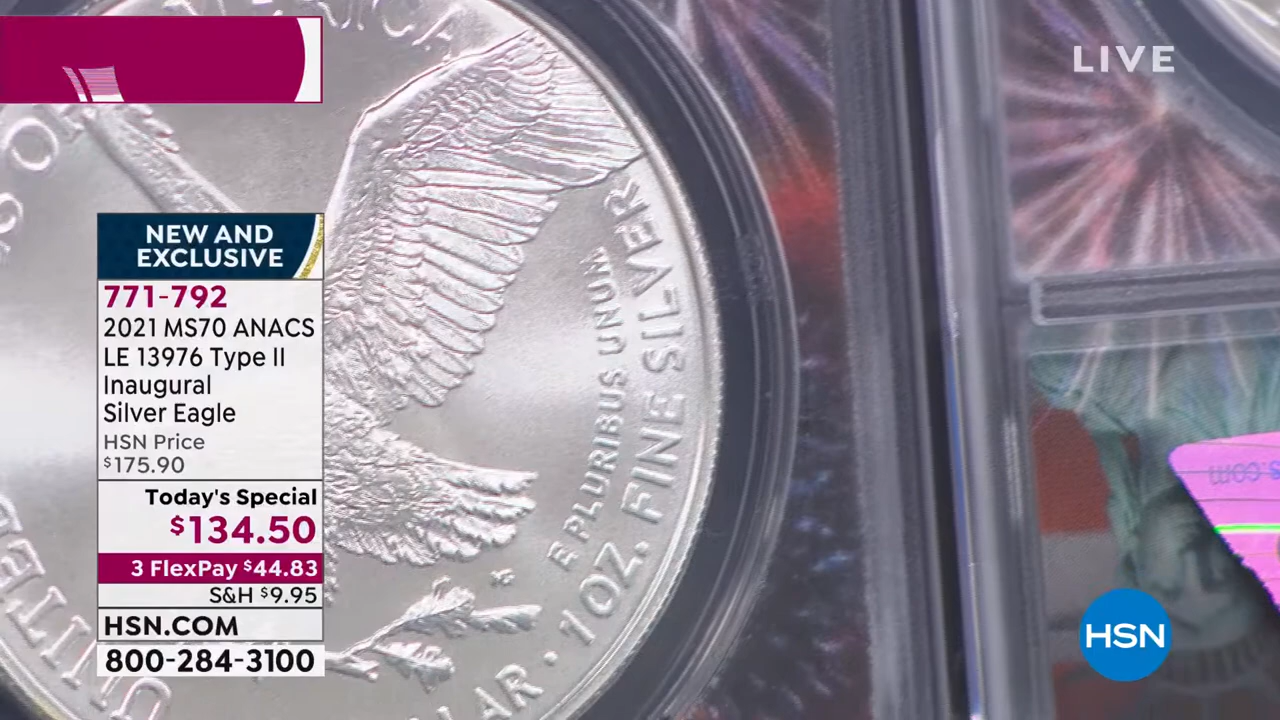 LIVE
NEW AND
EXCLUSIVE
771-792
2021 MS70 ANACS
LE 13976 Type II
Inaugural
Silver Eagle
HSN Price
$175.90
Today's Special
$134.50
3 FlexPay $44.83
S&H $9.95
HSN.COM
800-284-3100
E PLURIBUS UNUM
1 OZ. FINE SILVER
HSN